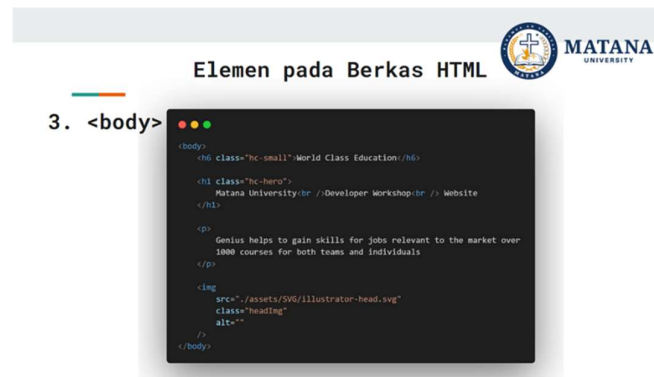 MATANA
UNIVERSITY
Elemen pada Berkas HTML
3. <body>
<body>
<h6 class="hc-small">World Class Education</h6>
<h1 class="hc-hero">
Matana University<br />Developer Workshop<br /> Website
</h1>
<p>
Genius helps to gain skills for jobs relevant to the market over
1000 courses for both teams and individuals
</p>
<img
src="./assets/SVG/illustrator-head.svg"
class="headImg"
alt=""
/>
</body>